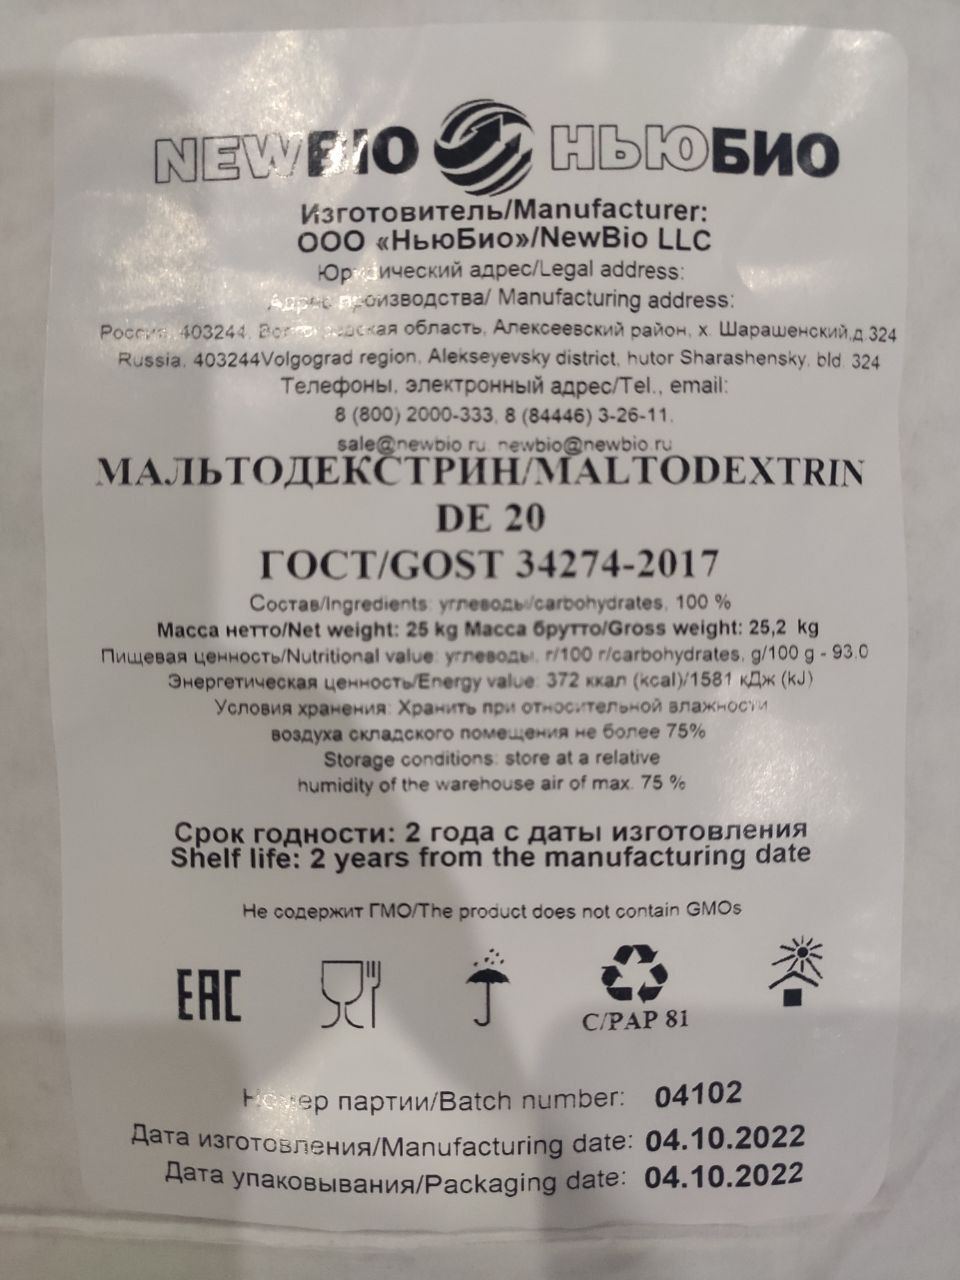 NEWBIO НЬЮБИО
Изготовитель/Manufacturer:
ООО «НьюБио»/NewBio LLC
Юридический адрес/Legal address:
Адрес производства/ Manufacturing address:
Россия, 403244, Волгоградская область, Алексеевский район, х. Шарашенский,д.324
Russia, 403244Volgograd region, Alekseyevsky district, hutor Sharashensky, bld. 324
Телефоны, электронный адрес/Tel., email:
8 (800) 2000-333, 8 (84446) 3-26-11.
sale@newbio.ru, newbio@newbio.ru
МАЛЬТОДЕКСТРИН/MALTODEXTRIN
DE 20
ГОСТ/GOST 34274-2017
Состав/Ingredients: углеводы/carbohydrates, 100 %
Масса нетто/Net weight: 25 kg Масса брутто/Gross weight: 25,2 kg
Пищевая ценность/Nutritional value: углеводы, г/100 г/carbohydrates, g/100 g - 93.0
Энергетическая ценность/Energy value: 372 ккал (kcal)/1581 кДж (kJ)
Условия хранения: Хранить при относительной влажности
воздуха складского помещения не более 75%
Storage conditions: store at a relative
humidity of the warehouse air of max. 75 %
Срок годности: 2 года с даты изготовления
Shelf life: 2 years from the manufacturing date
Не содержит ГМО/The product does not contain GMOs
EAC
C/PAP 81
Номер партии/Batch number: 04102
Дата изготовления/Manufacturing date: 04.10.2022
Дата упаковывания/Packaging date: 04.10.2022